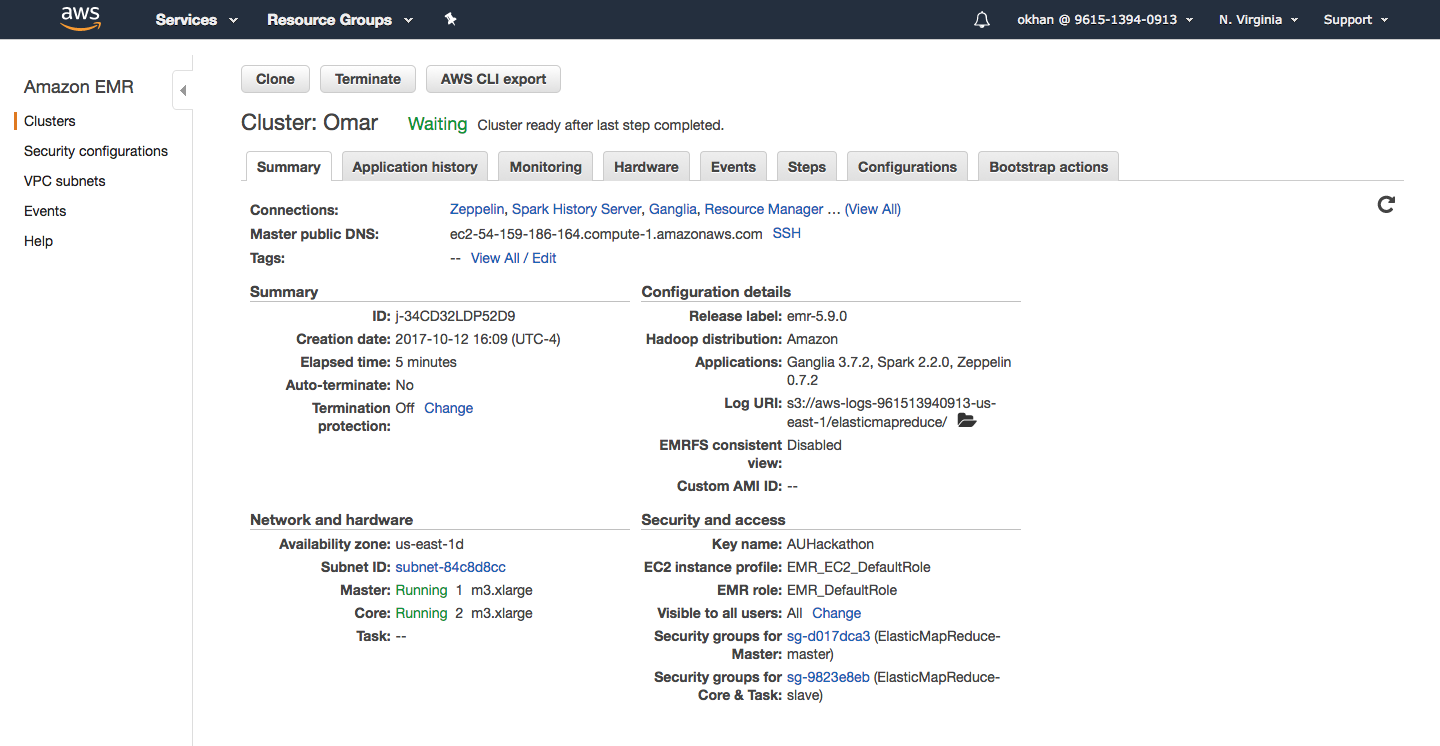 aws Services Resource Groups okhan @ 9615-1394-0913 N. Virginia Support
Amazon EMR
Clusters
Security configurations
VPC subnets
Events
Help
Clone Terminate AWS CLI export
Cluster: Omar Waiting Cluster ready after last step completed.
Summary Application history Monitoring Hardware Events Steps Configurations Bootstrap actions
Connections: Zeppelin, Spark History Server, Ganglia, Resource Manager ... (View All)
Master public DNS: ec2-54-159-186-164.compute-1.amazonaws.com SSH
Tags: -- View All / Edit
Summary
ID: j-34CD32LDP52D9
Creation date: 2017-10-12 16:09 (UTC-4)
Elapsed time: 5 minutes
Auto-terminate: No
Termination Off Change
protection:
Configuration details
Release label: emr-5.9.0
Hadoop distribution: Amazon
Applications: Ganglia 3.7.2, Spark 2.2.0, Zeppelin
0.7.2
Log URI: s3://aws-logs-961513940913-us-
east-1/elasticmapreduce/
EMRFS consistent Disabled
view:
Custom AMI ID: --
Network and hardware
Availability zone: us-east-1d
Subnet ID: subnet-84c8d8cc
Master: Running 1 m3.xlarge
Core: Running 2 m3.xlarge
Task: --
Security and access
Key name: AUHackathon
EC2 instance profile: EMR_EC2_DefaultRole
EMR role: EMR_DefaultRole
Visible to all users: All Change
Security groups for sg-d017dca3 (ElasticMapReduce-
Master: master)
Security groups for sg-9823e8eb (ElasticMapReduce-
Core & Task: slave)